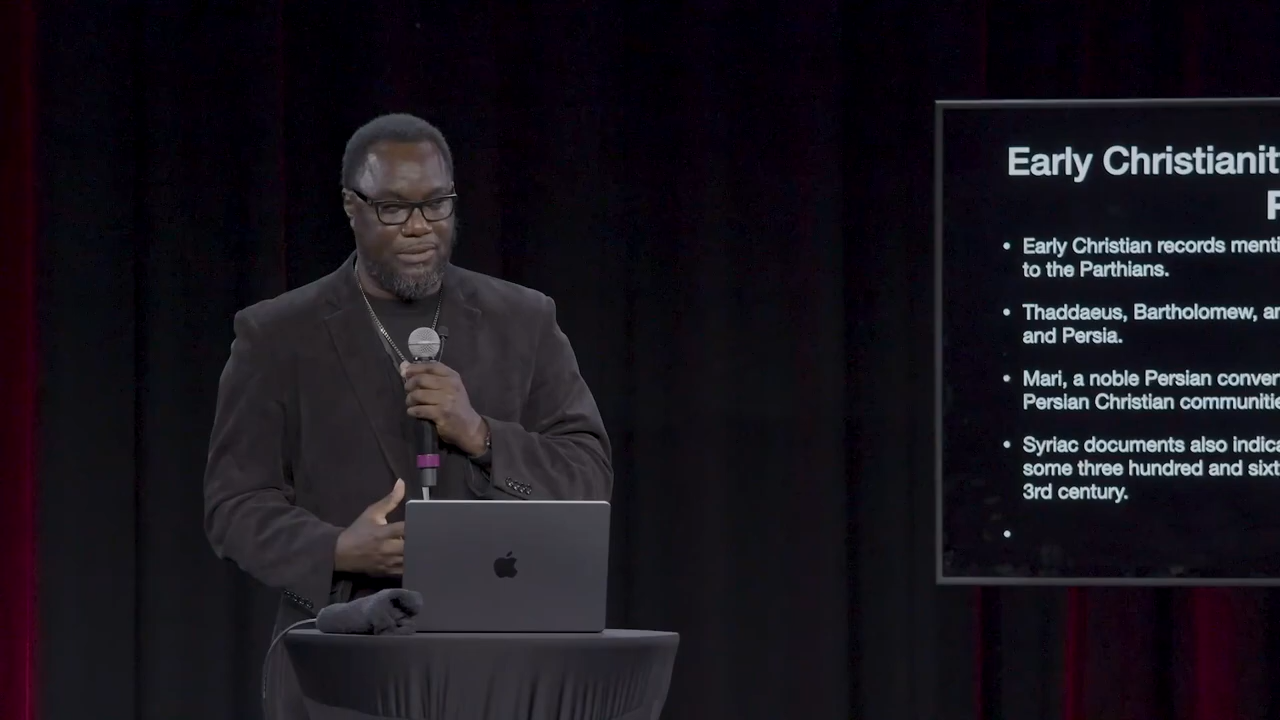 Early Christianit
P
• Early Christian records menti
to the Parthians.
• Thaddaeus, Bartholomew, an
and Persia.
• Mari, a noble Persian conver
Persian Christian communitie
• Syriac documents also indica
some three hundred and sixt
3rd century.
•